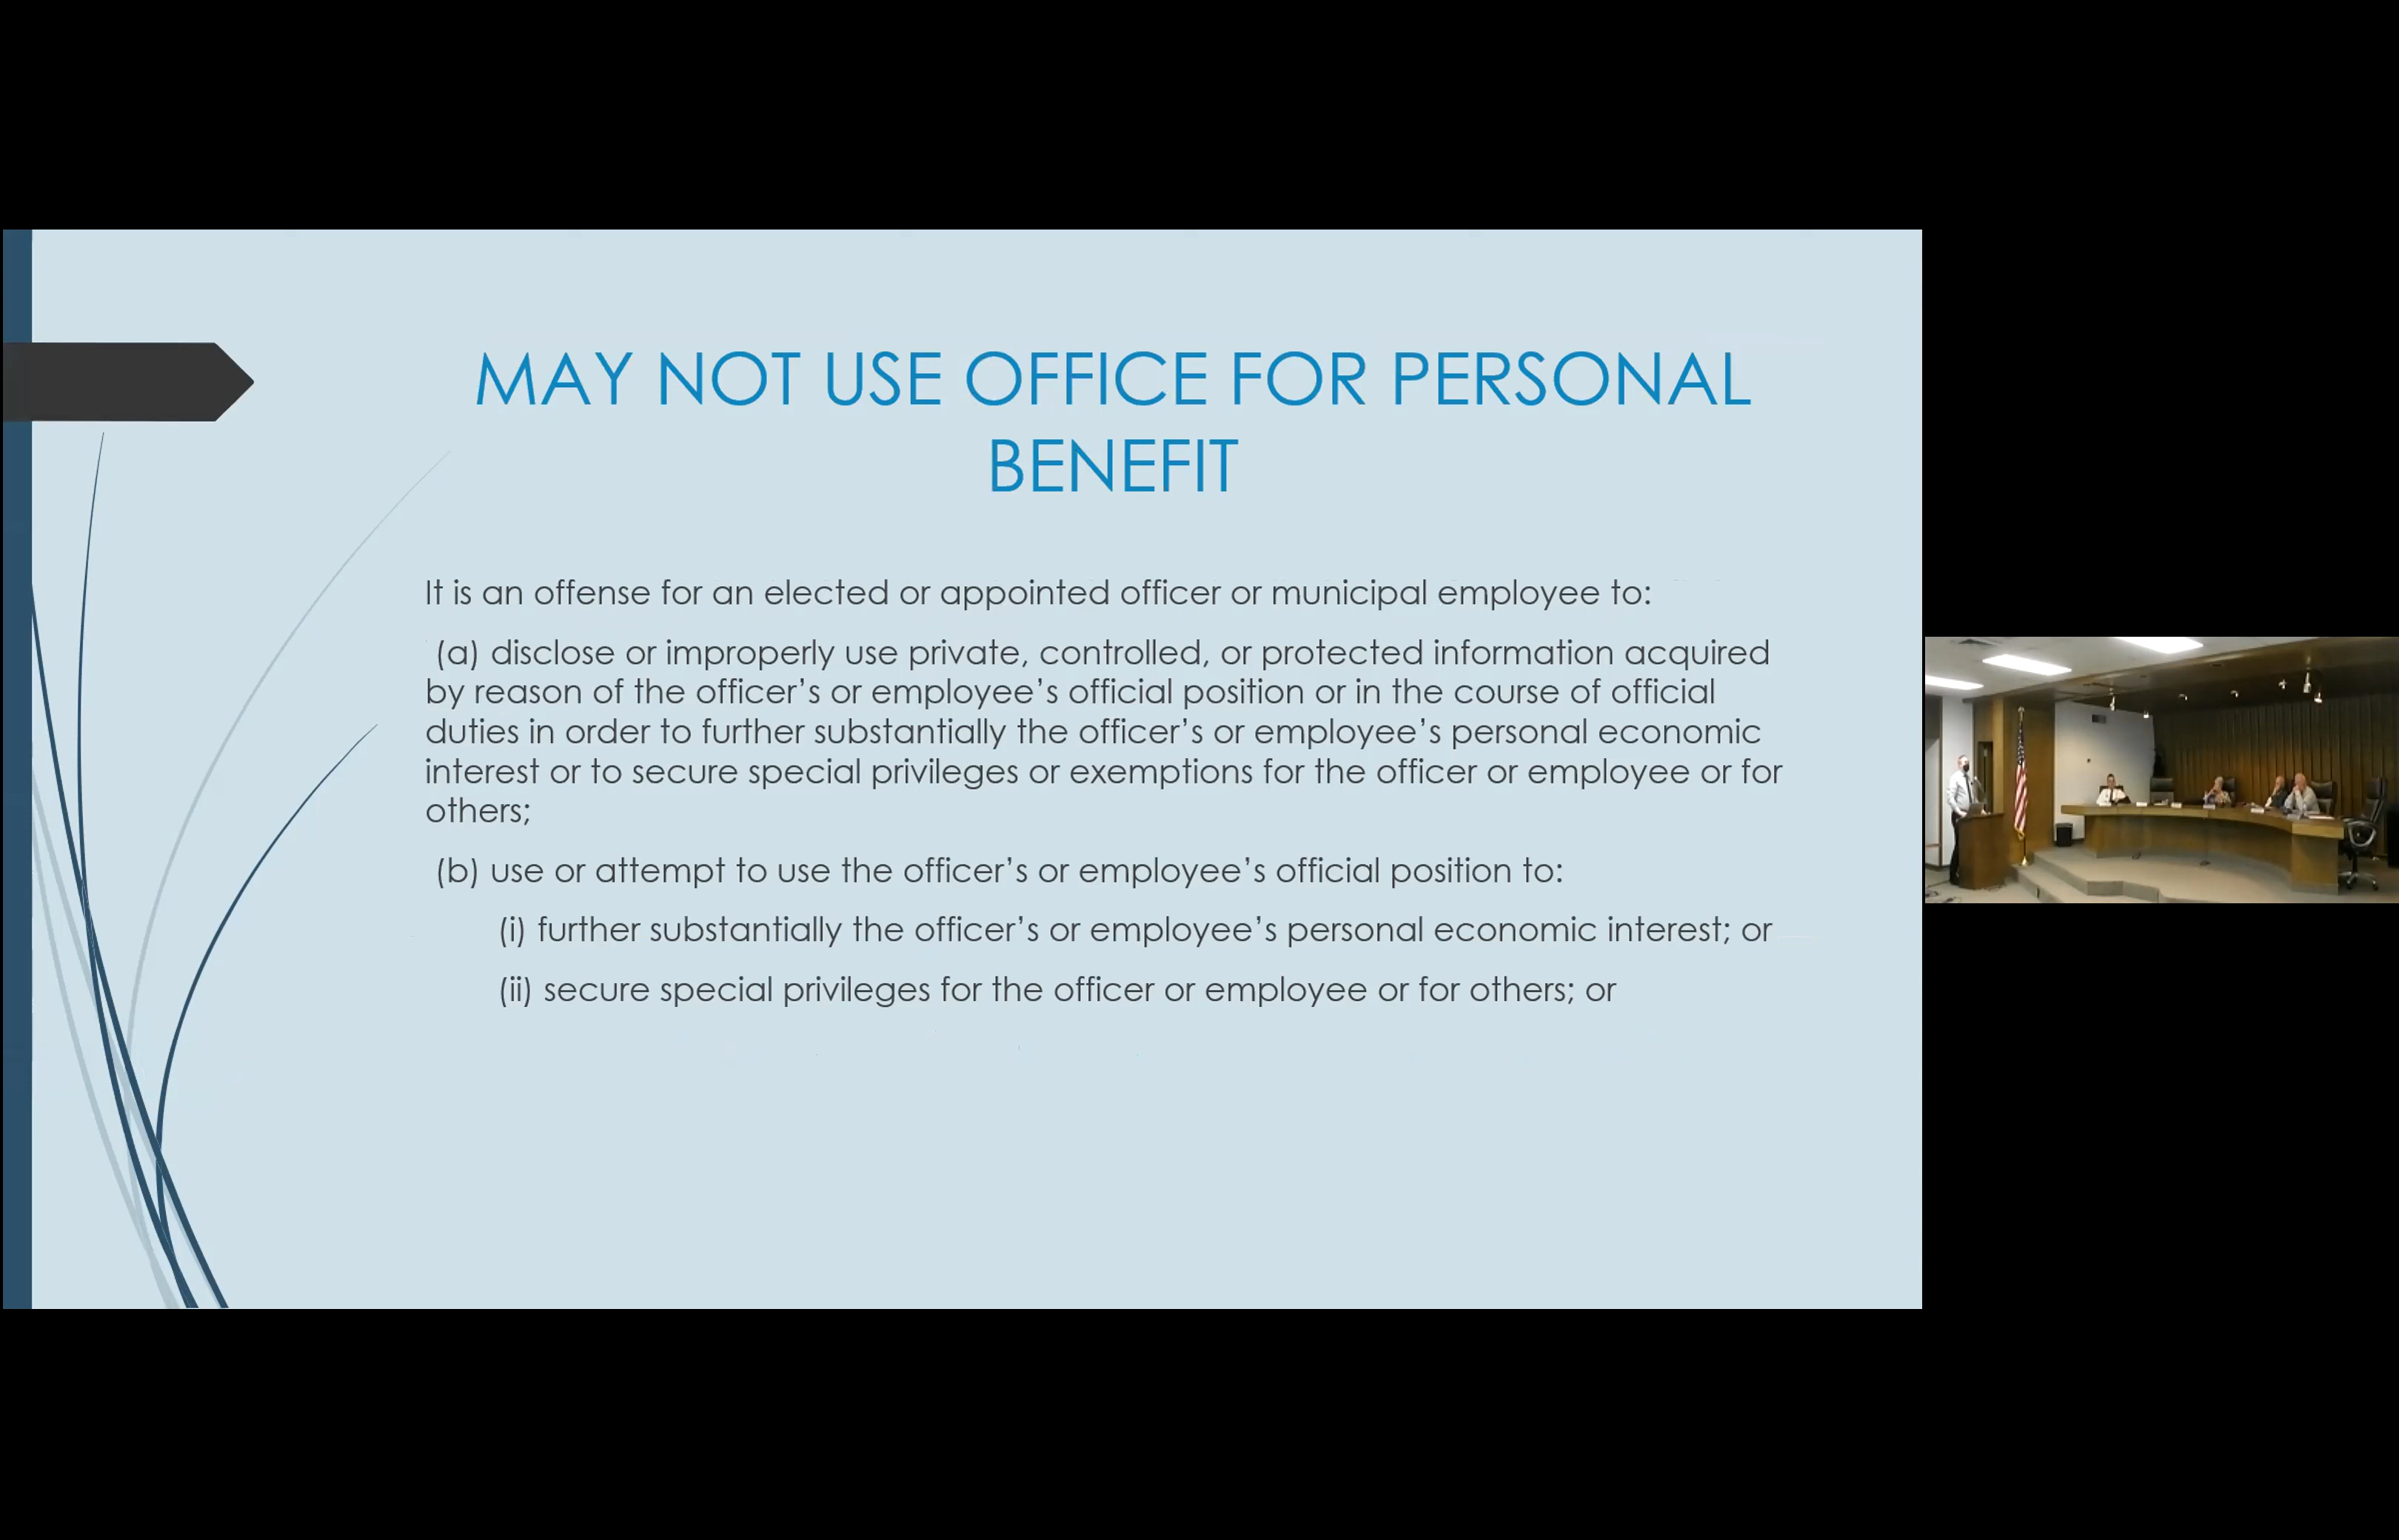 MAY NOT USE OFFICE FOR PERSONAL
BENEFIT
It is an offense for an elected or appointed officer or municipal employee to:
(a) disclose or improperly use private, controlled, or protected information acquired
by reason of the officer’s or employee’s official position or in the course of official
duties in order to further substantially the officer’s or employee’s personal economic
interest or to secure special privileges or exemptions for the officer or employee or for
others;
(b) use or attempt to use the officer’s or employee’s official position to:
(i) further substantially the officer’s or employee’s personal economic interest; or
(ii) secure special privileges for the officer or employee or for others; or